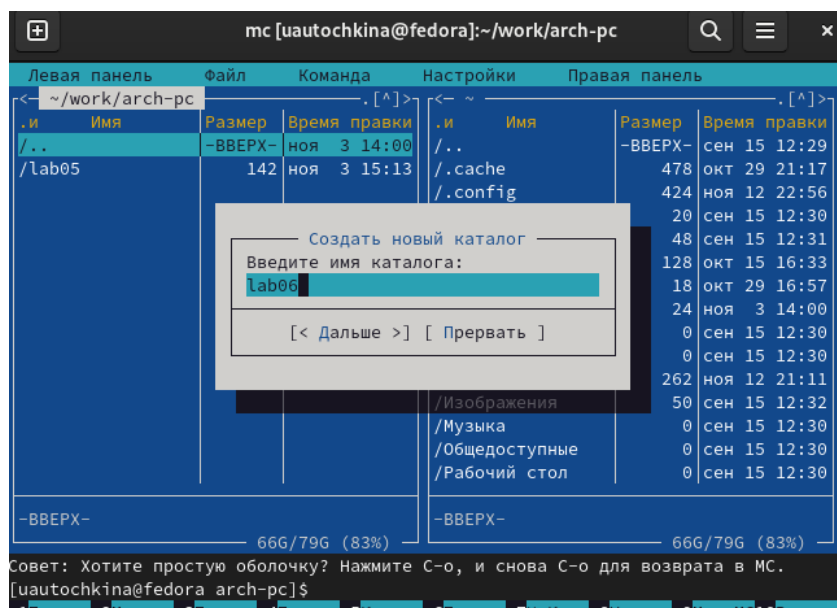 mc [uautochkina@fedora]:~/work/arch-pc
Левая панель Файл Команда Настройки Правая панель
<─ ~/work/arch-pc ─.[^]>┐ <─ ~ ─.[^]>┐
.и Имя Размер Время правки .и Имя Размер Время правки
/.. -ВВЕРХ- ноя 3 14:00 /.. -ВВЕРХ- сен 15 12:29
/lab05 142 ноя 3 15:13 /.cache 478 окт 29 21:17
/.config 424 ноя 12 22:56
20 сен 15 12:30
Создать новый каталог 48 сен 15 12:31
Введите имя каталога: 128 окт 15 16:33
lab06 18 окт 29 16:57
24 ноя 3 14:00
[< Дальше >] [ Прервать ] 0 сен 15 12:30
0 сен 15 12:30
262 ноя 12 21:11
/Изображения 50 сен 15 12:32
/Музыка 0 сен 15 12:30
/Общедоступные 0 сен 15 12:30
/Рабочий стол 0 сен 15 12:30
-ВВЕРХ- -ВВЕРХ-
66G/79G (83%) 66G/79G (83%)
Совет: Хотите простую оболочку? Нажмите C-o, и снова C-o для возврата в MC.
[uautochkina@fedora arch-pc]$